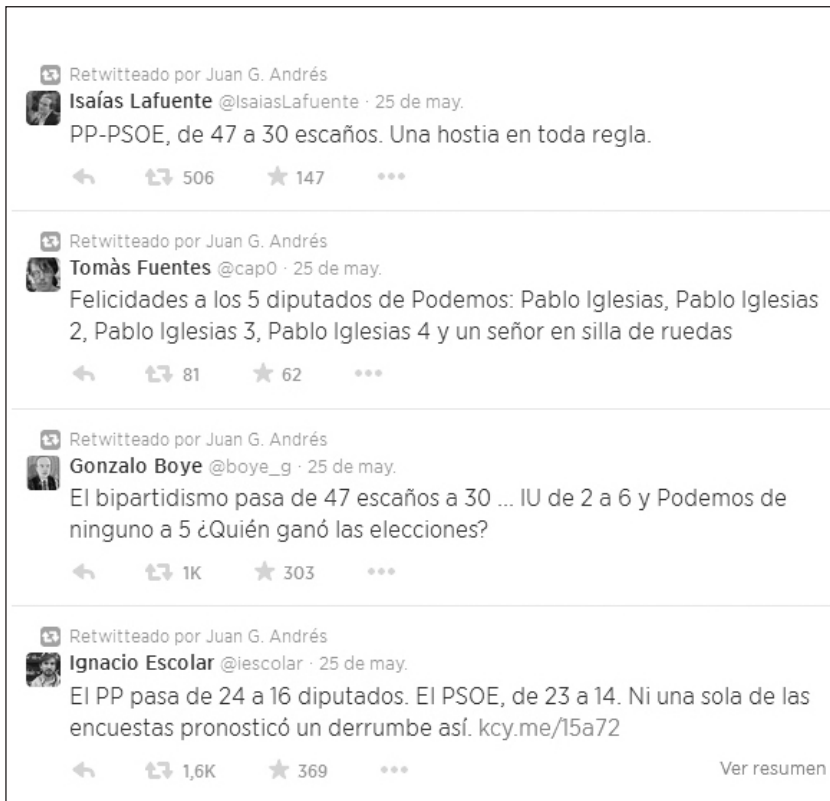 Retwitteado por Juan G. Andrés
Isaías Lafuente @IsaiasLafuente · 25 de may.
PP-PSOE, de 47 a 30 escaños. Una hostia en toda regla.
506 147
Retwitteado por Juan G. Andrés
Tomàs Fuentes @cap0 · 25 de may.
Felicidades a los 5 diputados de Podemos: Pablo Iglesias, Pablo Iglesias
2, Pablo Iglesias 3, Pablo Iglesias 4 y un señor en silla de ruedas
81 62
Retwitteado por Juan G. Andrés
Gonzalo Boye @boye_g · 25 de may.
El bipartidismo pasa de 47 escaños a 30 ... IU de 2 a 6 y Podemos de
ninguno a 5 ¿Quién ganó las elecciones?
1K 303
Retwitteado por Juan G. Andrés
Ignacio Escolar @iescolar · 25 de may.
El PP pasa de 24 a 16 diputados. El PSOE, de 23 a 14. Ni una sola de las
encuestas pronosticó un derrumbe así. kcy.me/15a72
1,6K 369 Ver resumen